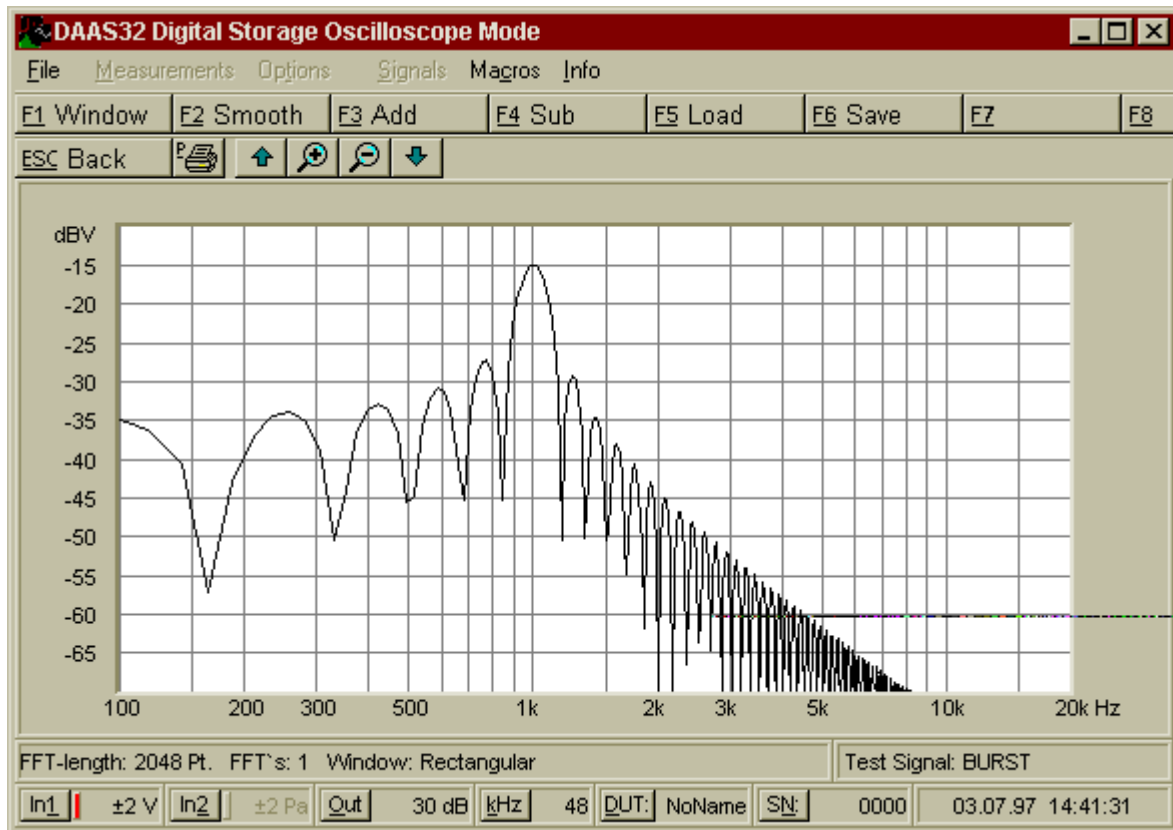 DAAS32 Digital Storage Oscilloscope Mode
File Measurements Options Signals Macros Info
F1 Window F2 Smooth F3 Add F4 Sub F5 Load F6 Save F7 F8
ESC Back
dBV
-15
-20
-25
-30
-35
-40
-45
-50
-55
-60
-65
100 200 300 500 1k 2k 3k 5k 10k 20k Hz
FFT-length: 2048 Pt. FFT`s: 1 Window: Rectangular Test Signal: BURST
In1 ±2 V In2 ±2 Pa Out 30 dB kHz 48 DUT: NoName SN: 0000 03.07.97 14:41:31